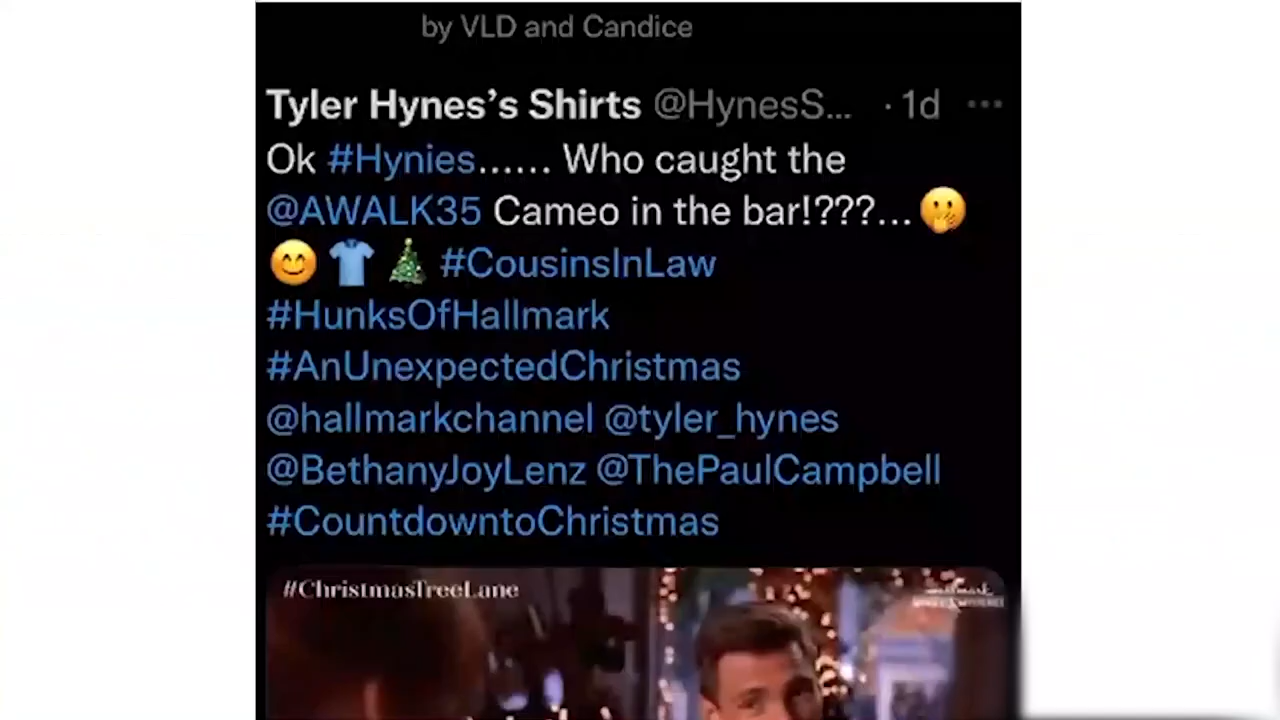 by VLD and Candice
Tyler Hynes’s Shirts @HynesS... · 1d ...
Ok #Hynies...... Who caught the
@AWALK35 Cameo in the bar!???...🤭
😊👕🎄 #CousinsInLaw
#HunksOfHallmark
#AnUnexpectedChristmas
@hallmarkchannel @tyler_hynes
@BethanyJoyLenz @ThePaulCampbell
#CountdowntoChristmas
#ChristmasTreeLane